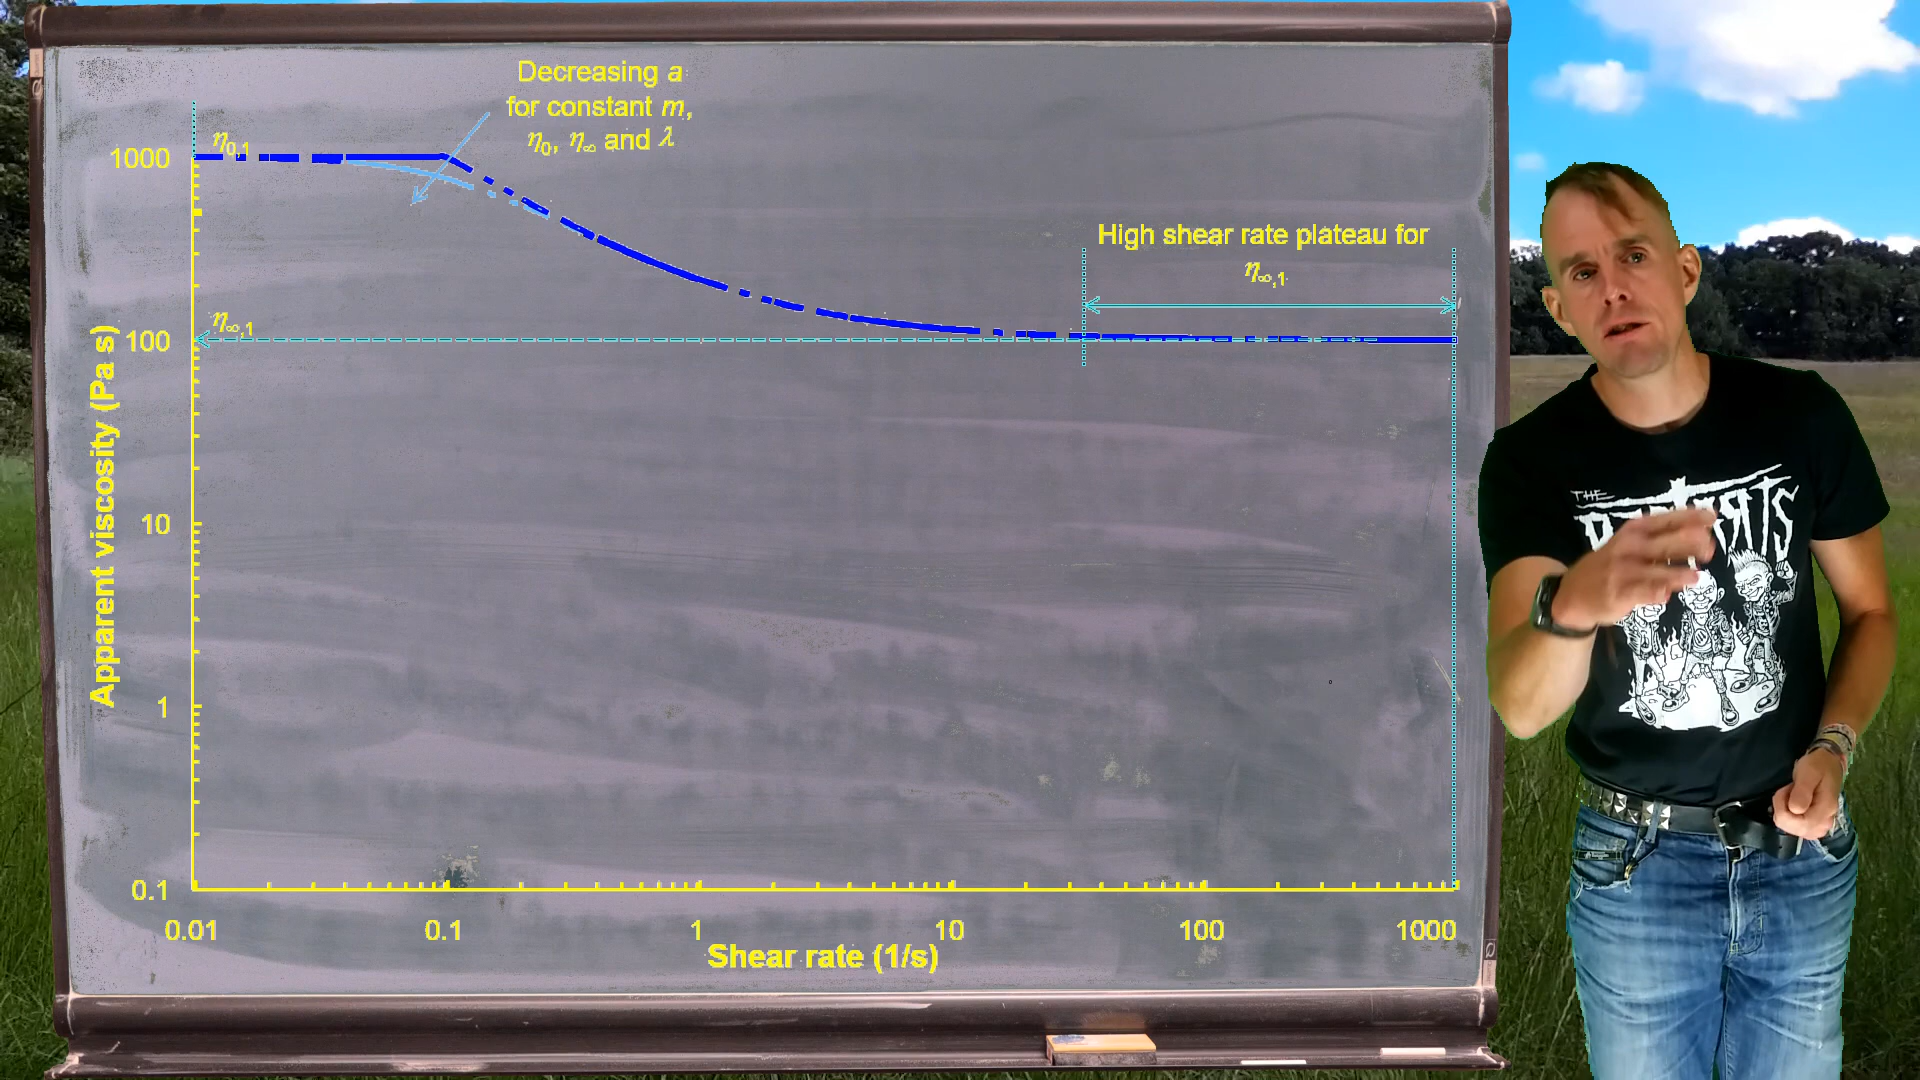 Decreasing a
for constant m,
η0, η∞ and λ
η0,1
1000
High shear rate plateau for
η∞,1
η∞,1
100
10
1
0.1
Apparent viscosity (Pa s)
0.01
0.1
1
10
100
1000
Shear rate (1/s)
THE